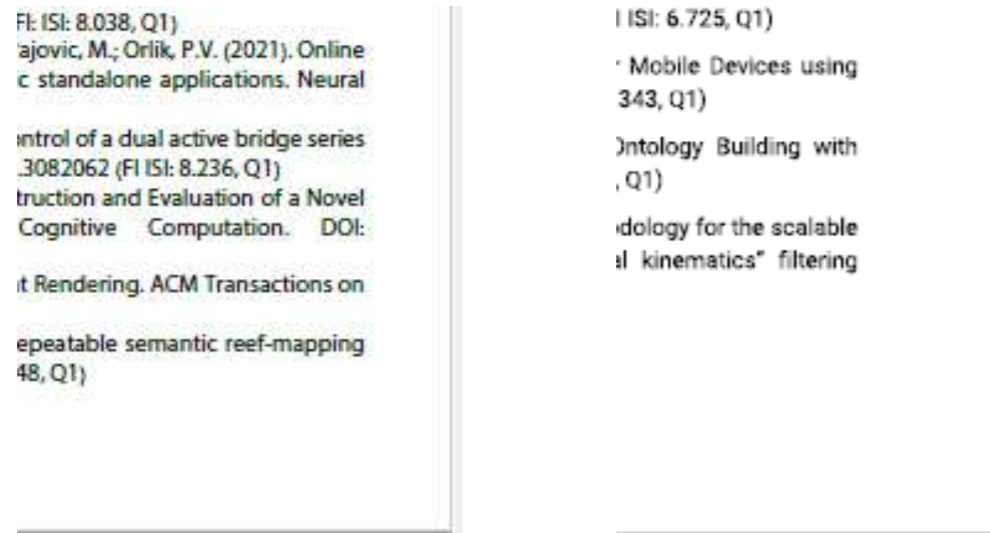 FI: ISI: 8.038, Q1)
ajovic, M.; Orlik, P.V. (2021). Online
c standalone applications. Neural
ntrol of a dual active bridge series
.3082062 (FI ISI: 8.236, Q1)
truction and Evaluation of a Novel
Cognitive Computation. DOI:
t Rendering. ACM Transactions on
epeatable semantic reef-mapping
48, Q1)
I ISI: 6.725, Q1)
Mobile Devices using
343, Q1)
Ontology Building with
, Q1)
dology for the scalable
al kinematics" filtering